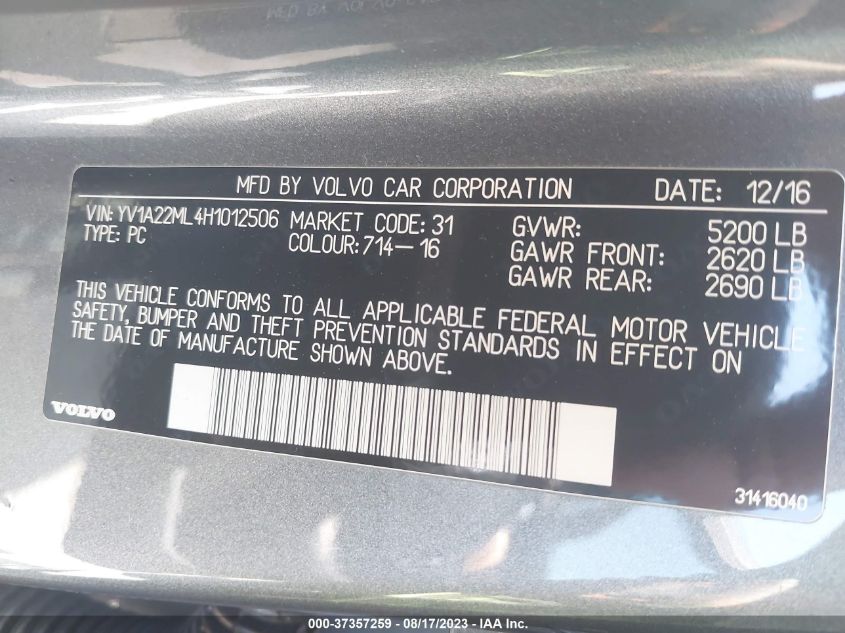 MFD BY VOLVO CAR CORPORATION DATE: 12/16
VIN: YV1A22ML4H1012506 MARKET CODE: 31 GVWR: 5200 LB
TYPE: PC COLOUR: 714-16 GAWR FRONT: 2620 LB
GAWR REAR: 2690 LB
THIS VEHICLE CONFORMS TO ALL APPLICABLE FEDERAL MOTOR VEHICLE
SAFETY, BUMPER AND THEFT PREVENTION STANDARDS IN EFFECT ON
THE DATE OF MANUFACTURE SHOWN ABOVE.
VOLVO
31416040
000-37357259 - 08/17/2023 - IAA Inc.